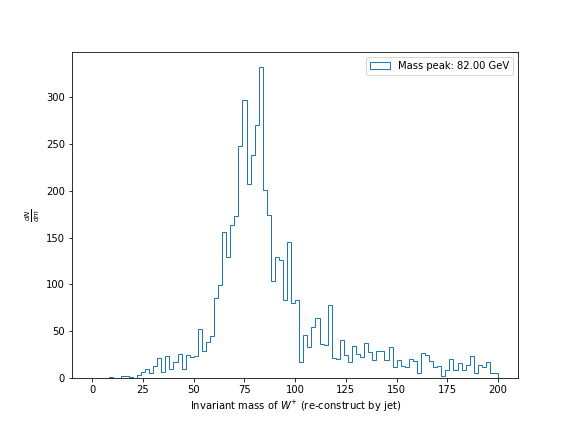 Mass peak: 82.00 GeV
300
250
200
150
100
50
0
dN
dm
0 25 50 75 100 125 150 175 200
Invariant mass of W⁺ (re-construct by jet)